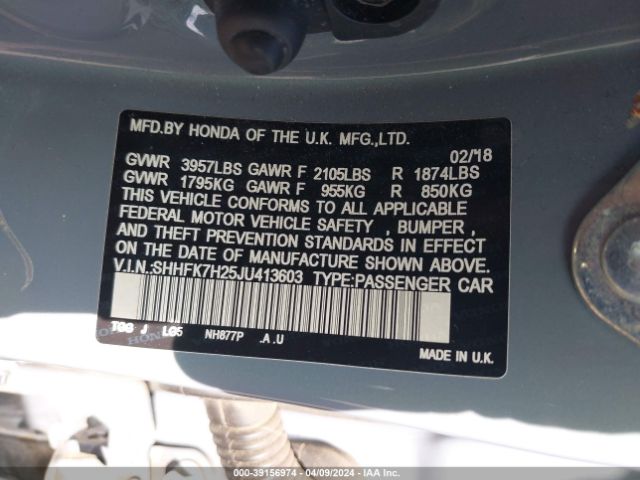 MFD.BY HONDA OF THE U.K. MFG.,LTD.
02/'18
GVWR 3957LBS GAWR F 2105LBS R 1874LBS
GVWR 1795KG GAWR F 955KG R 850KG
THIS VEHICLE CONFORMS TO ALL APPLICABLE
FEDERAL MOTOR VEHICLE SAFETY , BUMPER ,
AND THEFT PREVENTION STANDARDS IN EFFECT
ON THE DATE OF MANUFACTURE SHOWN ABOVE.
V.I.N.:SHHFK7H25JU413603 TYPE:PASSENGER CAR
TGG J LG5 NH877P .A.U
MADE IN U.K.
000-39156974 | 04/09/2024 | IAA Inc.